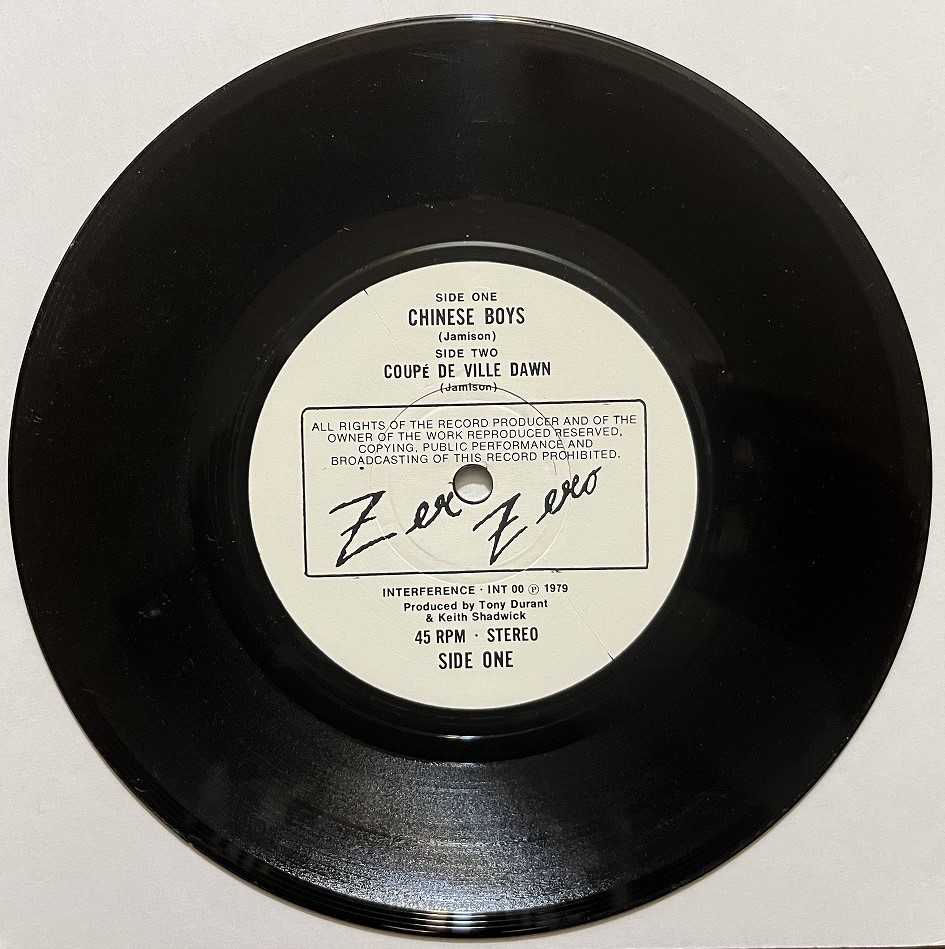 SIDE ONE
CHINESE BOYS
(Jamison)
SIDE TWO
COUPé DE VILLE DAWN
(Jamison)
ALL RIGHTS OF THE RECORD PRODUCER AND OF THE
OWNER OF THE WORK REPRODUCED RESERVED,
COPYING, PUBLIC PERFORMANCE AND
BROADCASTING OF THIS RECORD PROHIBITED.
Zero Zero
INTERFERENCE · INT 00 ℗ 1979
Produced by Tony Durant
& Keith Shadwick
45 RPM · STEREO
SIDE ONE